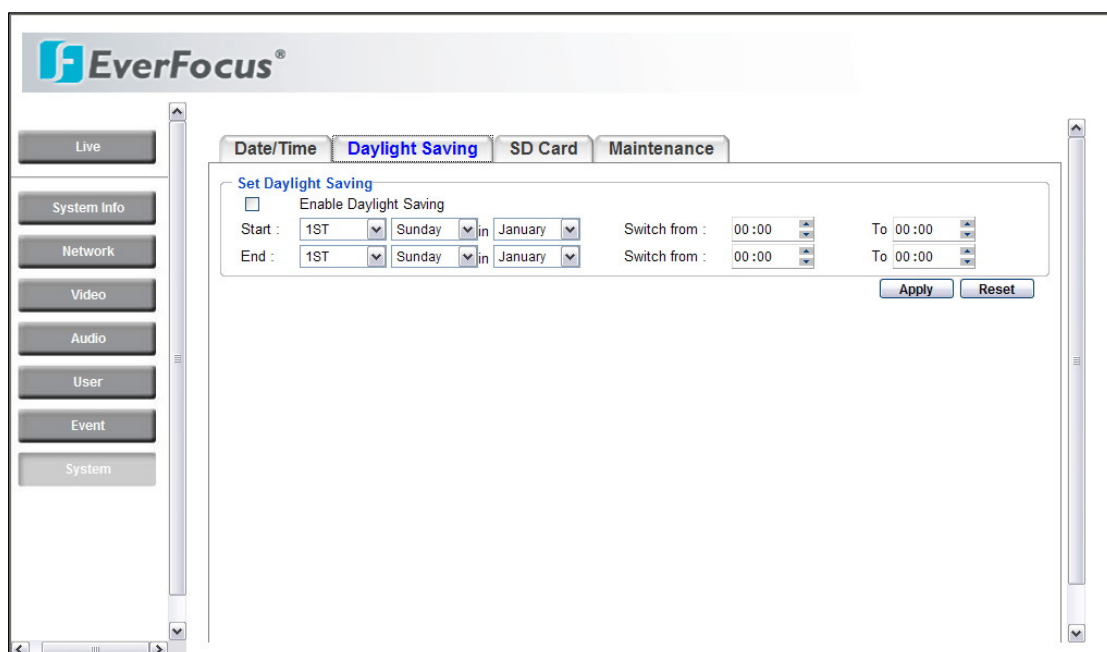 EverFocus®
Live
System Info
Network
Video
Audio
User
Event
System
Date/Time Daylight Saving SD Card Maintenance
Set Daylight Saving
Enable Daylight Saving
Start : 1ST Sunday in January Switch from : 00:00 To 00:00
End : 1ST Sunday in January Switch from : 00:00 To 00:00
Apply Reset